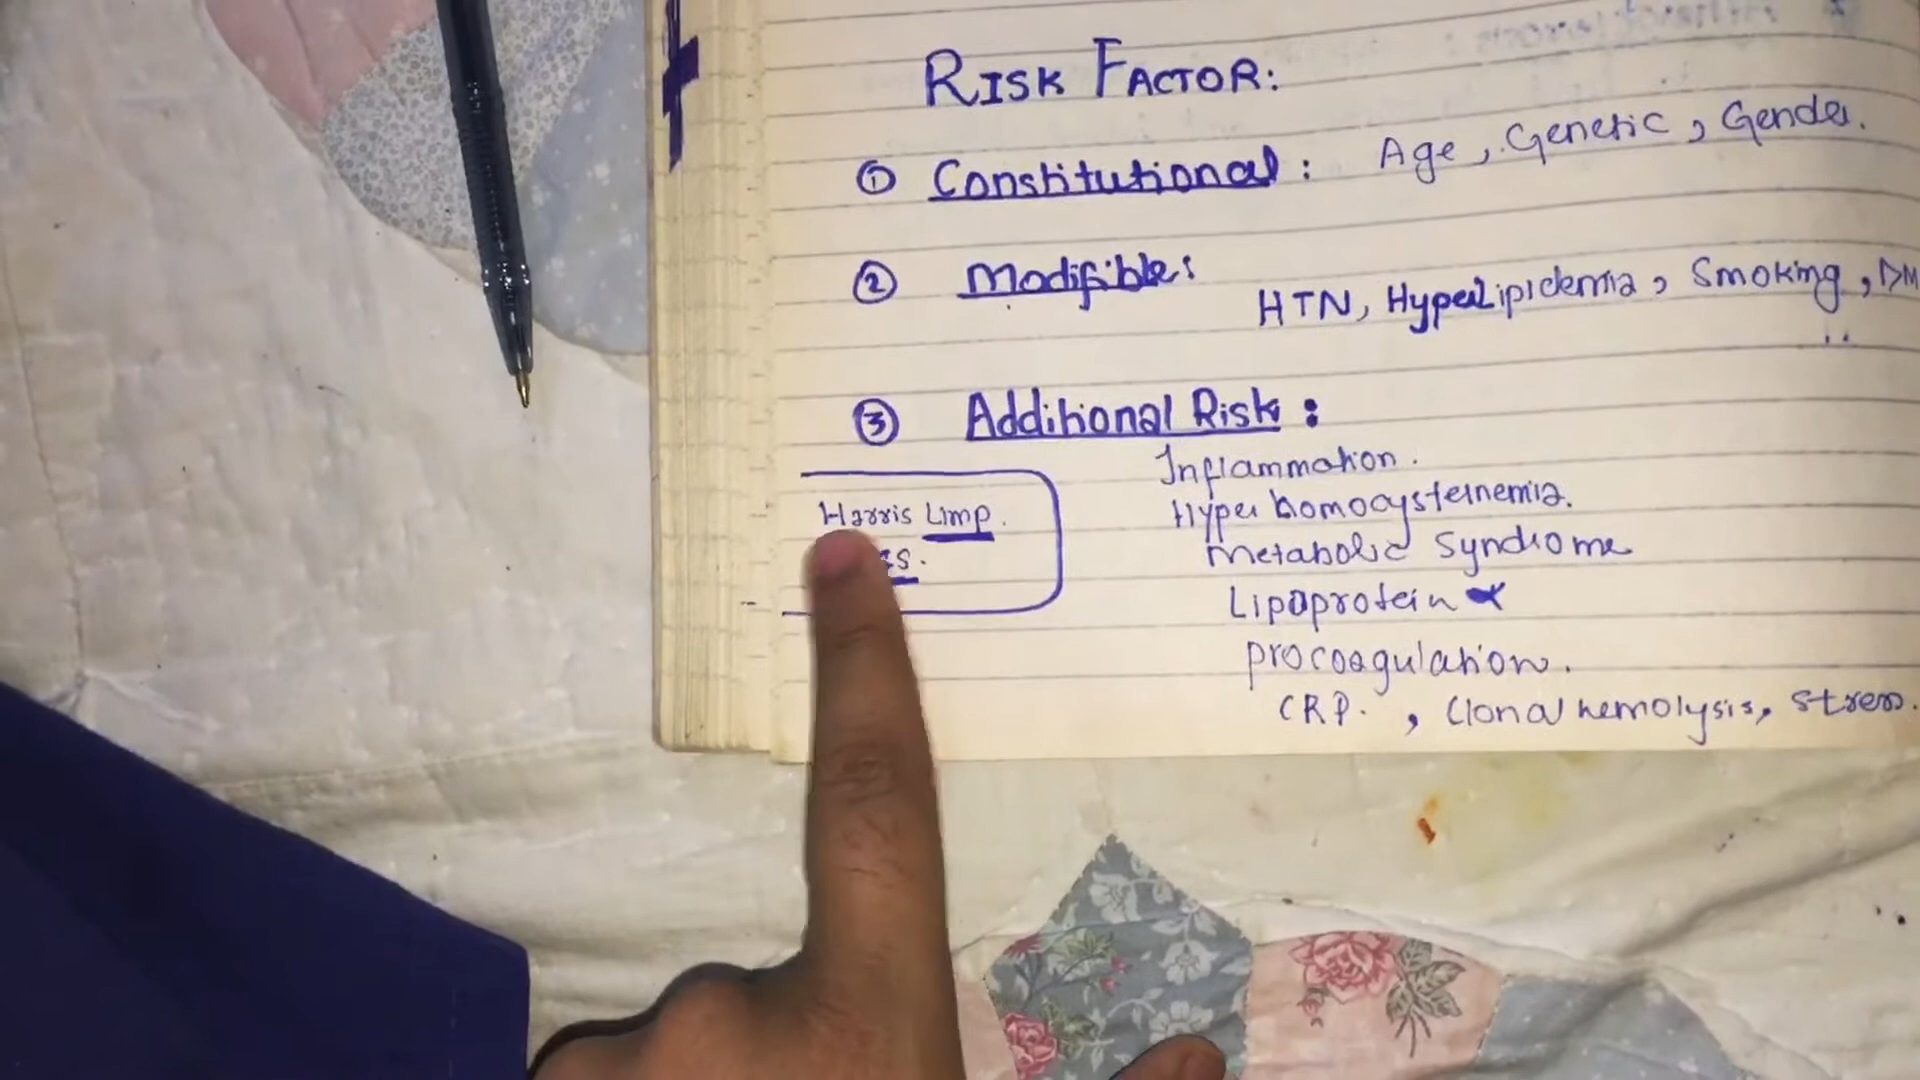 RISK FACTOR:
① Constitutional : Age, Genetic, Gender.
② Modifible: HTN, Hyperlipidemia, Smoking, DM
③ Additional Risk :
Inflammation.
Hyper homocysteinemia.
Metabolic Syndrome
Lipoprotein α
procoagulation.
CRP. , Clonal hemolysis, stress.
Harris Limp.